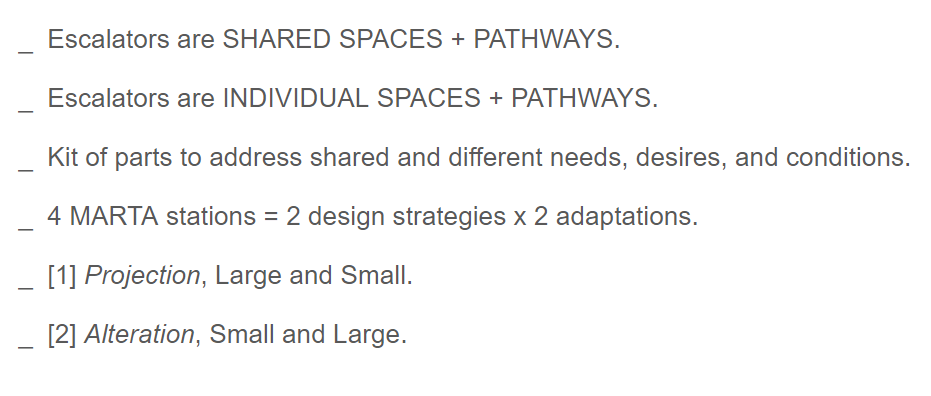 _ Escalators are SHARED SPACES + PATHWAYS.
_ Escalators are INDIVIDUAL SPACES + PATHWAYS.
_ Kit of parts to address shared and different needs, desires, and conditions.
_ 4 MARTA stations = 2 design strategies x 2 adaptations.
_ [1] Projection, Large and Small.
_ [2] Alteration, Small and Large.